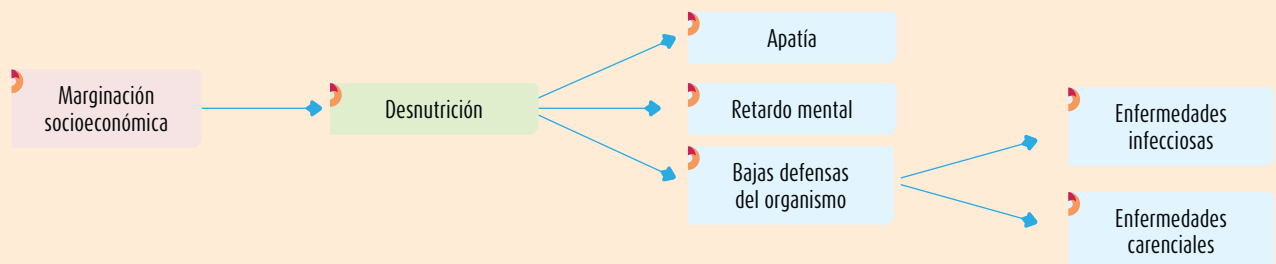 Marginación
socioeconómica
Desnutrición
Apatía
Retardo mental
Bajas defensas
del organismo
Enfermedades
infecciosas
Enfermedades
carenciales